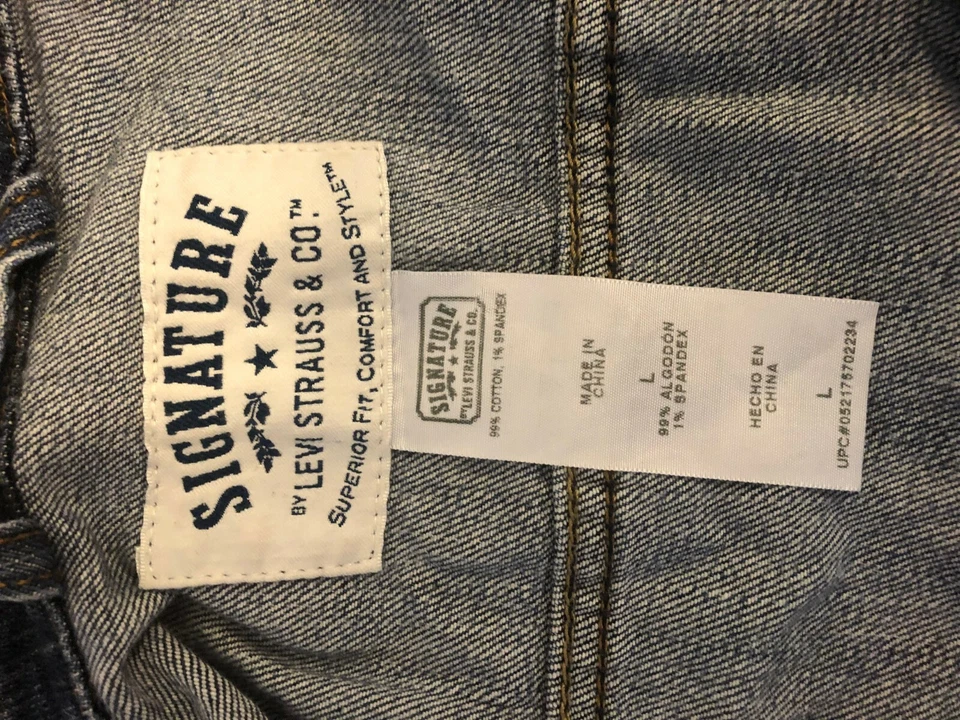 SIGNATURE
BY LEVI STRAUSS & CO.™
SUPERIOR FIT, COMFORT AND STYLE™
SIGNATURE
BY LEVI STRAUSS & CO.
99% COTTON, 1% SPANDEX
MADE IN
CHINA
L
99% ALGODÓN
1% SPANDEX
HECHO EN
CHINA
L
UPC#052175702234